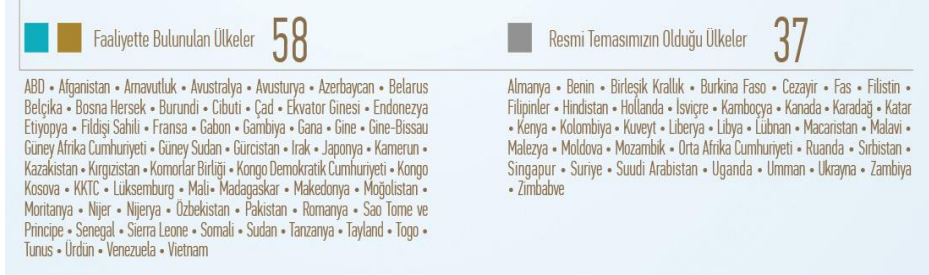 Faaliyette Bulunulan Ülkeler 58
ABD • Afganistan • Arnavutluk • Avustralya • Avusturya • Azerbaycan • Belarus
Belçika • Bosna Hersek • Burundi • Cibuti • Çad • Ekvator Ginesi • Endonezya
Etiyopya • Fildişi Sahili • Fransa • Gabon • Gambiya • Gana • Gine • Gine-Bissau
Güney Afrika Cumhuriyeti • Güney Sudan • Gürcistan • Irak • Japonya • Kamerun •
Kazakistan • Kırgızistan • Komorlar Birliği • Kongo Demokratik Cumhuriyeti • Kongo
Kosova • KKTC • Lüksemburg • Mali• Madagaskar • Makedonya • Moğolistan •
Moritanya • Nijer • Nijerya • Özbekistan • Pakistan • Romanya • Sao Tome ve
Principe • Senegal • Sierra Leone • Somali • Sudan • Tanzanya • Tayland • Togo •
Tunus • Ürdün • Venezuela • Vietnam
Resmi Temasımızın Olduğu Ülkeler 37
Almanya • Benin • Birleşik Krallık • Burkina Faso • Cezayir • Fas • Filistin •
Filipinler • Hindistan • Hollanda • İsviçre • Kamboçya • Kanada • Karadağ • Katar
• Kenya • Kolombiya • Kuveyt • Liberya • Libya • Lübnan • Macaristan • Malavi •
Malezya • Moldova • Mozambik • Orta Afrika Cumhuriyeti • Ruanda • Sırbistan •
Singapur • Suriye • Suudi Arabistan • Uganda • Umman • Ukrayna • Zambiya
• Zimbabve